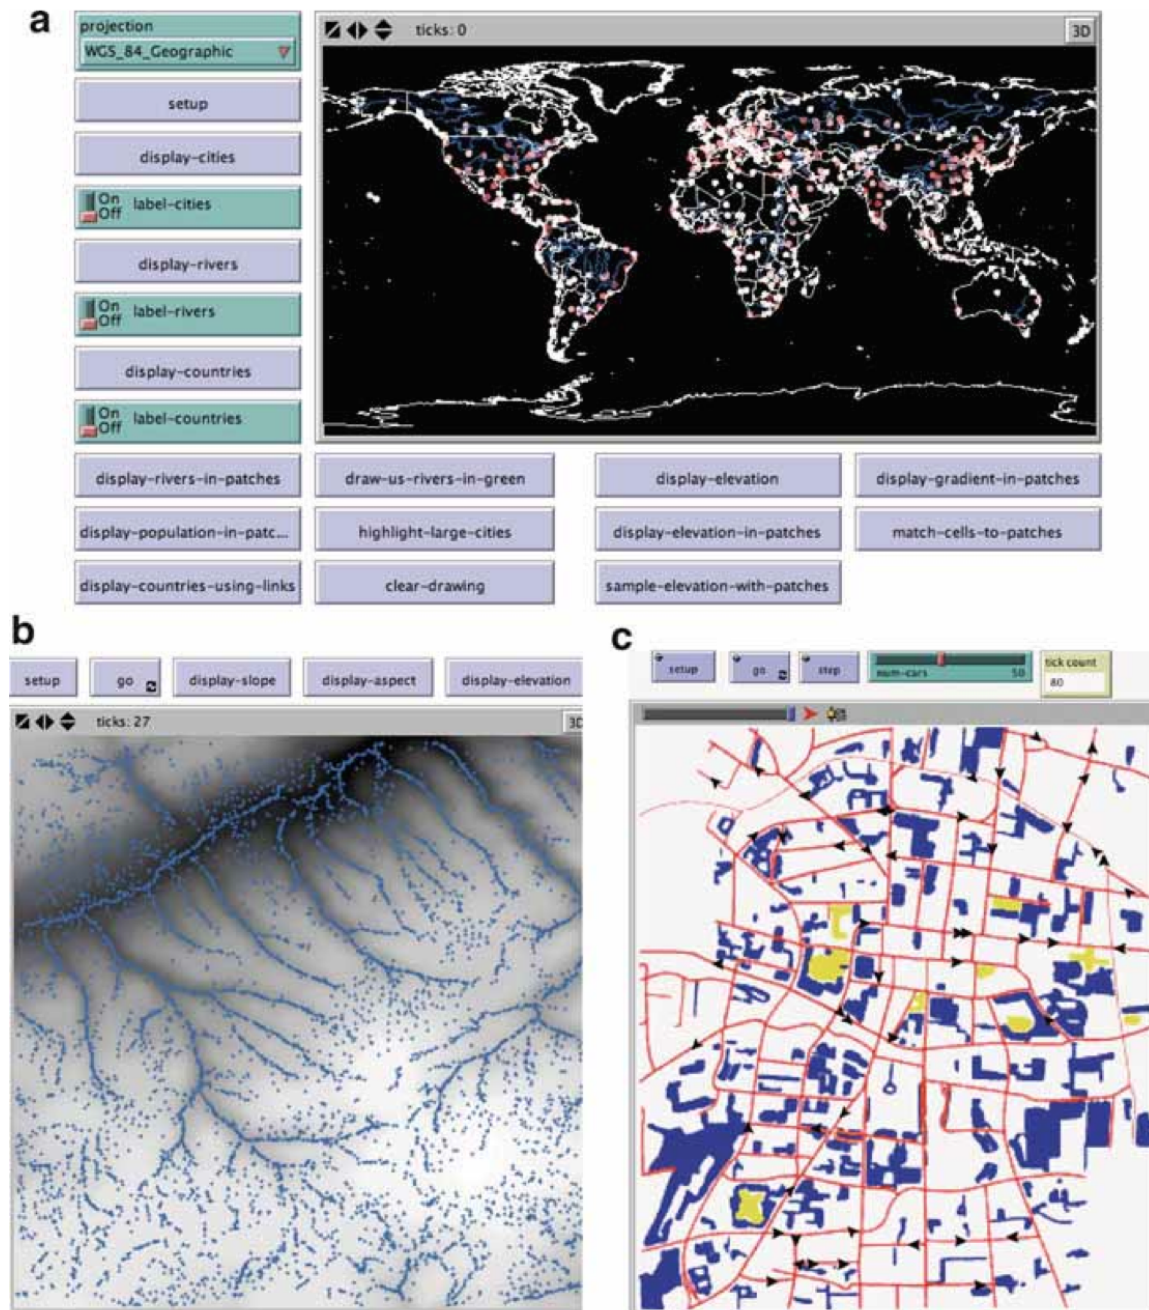 a
projection
WGS_84_Geographic
setup
display-cities
On
Off
label-cities
display-rivers
On
Off
label-rivers
display-countries
On
Off
label-countries
ticks: 0
3D
display-rivers-in-patches
draw-us-rivers-in-green
display-elevation
display-gradient-in-patches
display-population-in-patc...
highlight-large-cities
display-elevation-in-patches
match-cells-to-patches
display-countries-using-links
clear-drawing
sample-elevation-with-patches
b
setup
go
display-slope
display-aspect
display-elevation
ticks: 27
3D
c
setup
go
step
num-cars
50
tick count
80